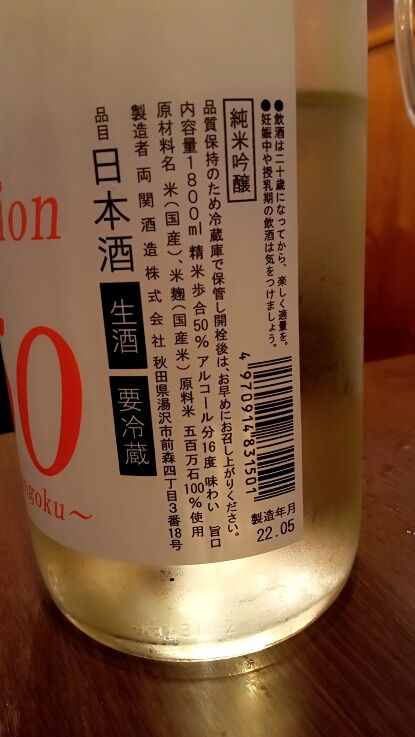 ●飲酒は二十歳になってから、楽しく適量を。
●妊娠中や授乳期の飲酒は気をつけましょう。
純米吟醸
品質保持のため冷蔵庫で保管し開栓後は、お早めにお召し上がりください。
内容量1800ml 精米歩合50% アルコール分16度 味わい 旨口
原材料名 米(国産)、米麹(国産米) 原料米 五百万石100%使用
製造者 両関酒造株式会社 秋田県湯沢市前森四丁目3番18号
品目 日本酒 生酒 要冷蔵
4970914831501
製造年月
22.05
ion
50
goku～